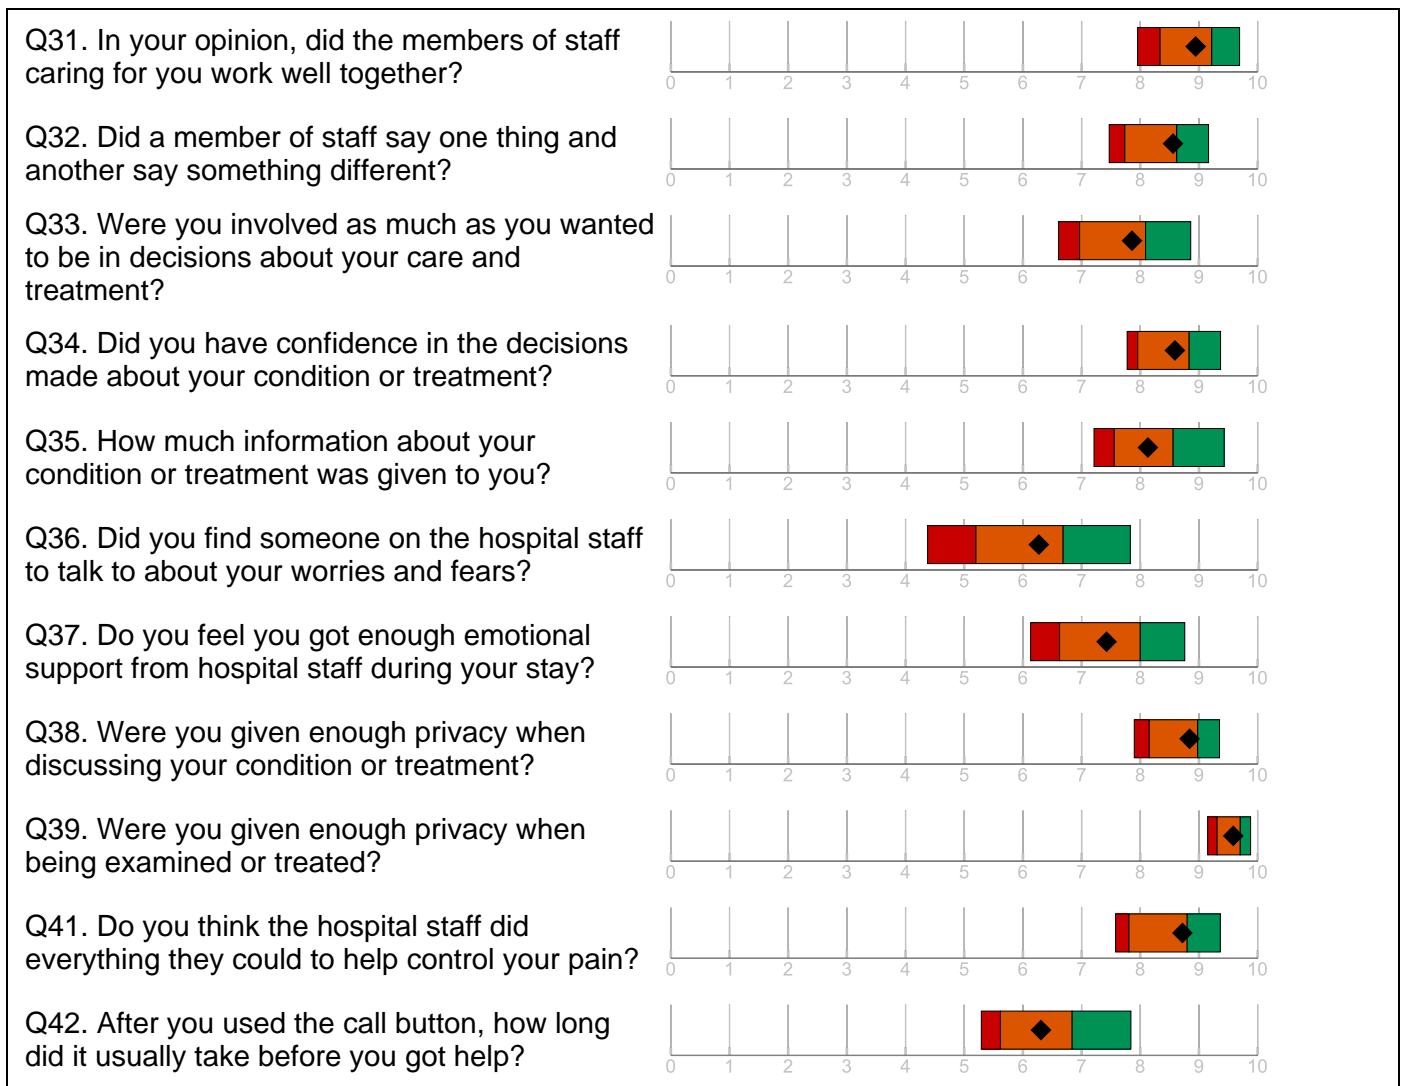 Q31. In your opinion, did the members of staff
caring for you work well together?
0 1 2 3 4 5 6 7 8 9 10
Q32. Did a member of staff say one thing and
another say something different?
0 1 2 3 4 5 6 7 8 9 10
Q33. Were you involved as much as you wanted
to be in decisions about your care and
treatment?
0 1 2 3 4 5 6 7 8 9 10
Q34. Did you have confidence in the decisions
made about your condition or treatment?
0 1 2 3 4 5 6 7 8 9 10
Q35. How much information about your
condition or treatment was given to you?
0 1 2 3 4 5 6 7 8 9 10
Q36. Did you find someone on the hospital staff
to talk to about your worries and fears?
0 1 2 3 4 5 6 7 8 9 10
Q37. Do you feel you got enough emotional
support from hospital staff during your stay?
0 1 2 3 4 5 6 7 8 9 10
Q38. Were you given enough privacy when
discussing your condition or treatment?
0 1 2 3 4 5 6 7 8 9 10
Q39. Were you given enough privacy when
being examined or treated?
0 1 2 3 4 5 6 7 8 9 10
Q41. Do you think the hospital staff did
everything they could to help control your pain?
0 1 2 3 4 5 6 7 8 9 10
Q42. After you used the call button, how long
did it usually take before you got help?
0 1 2 3 4 5 6 7 8 9 10